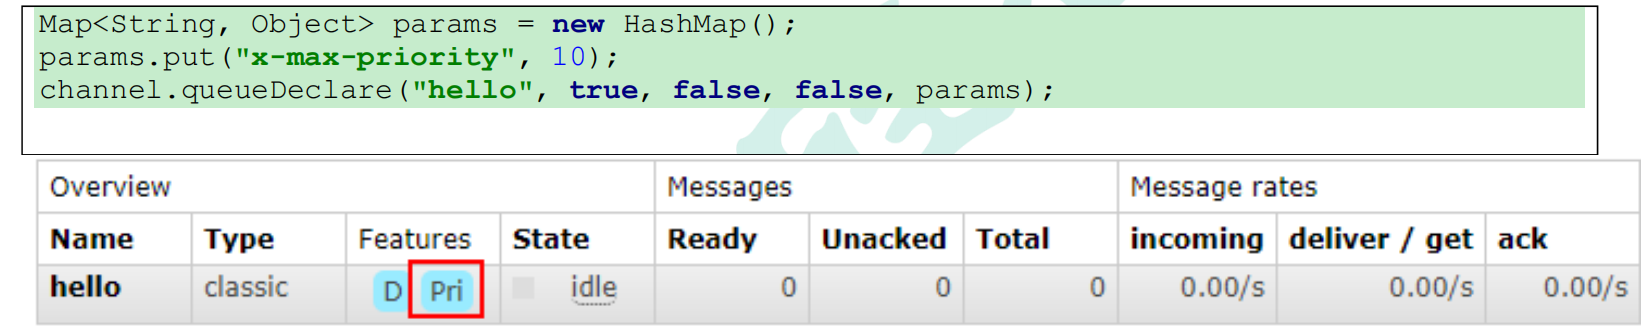 Map<String, Object> params = new HashMap();
params.put("x-max-priority", 10);
channel.queueDeclare("hello", true, false, false, params);
Overview Messages Message rates
Name Type Features State Ready Unacked Total incoming deliver / get ack
hello classic D Pri idle 0 0 0 0.00/s 0.00/s 0.00/s